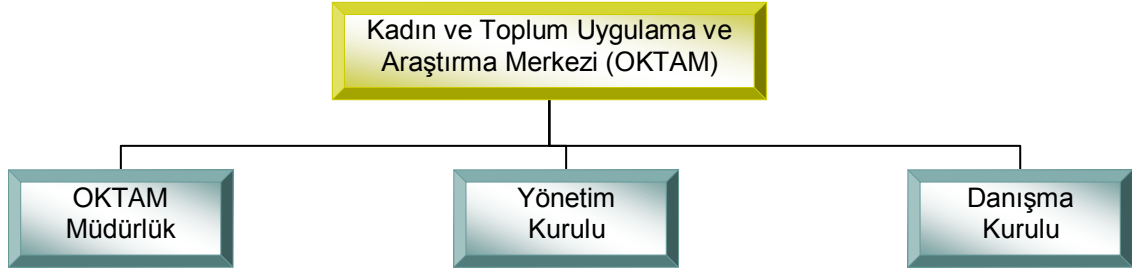 Kadın ve Toplum Uygulama ve
Araştırma Merkezi (OKTAM)
OKTAM
Müdürlük
Yönetim
Kurulu
Danışma
Kurulu